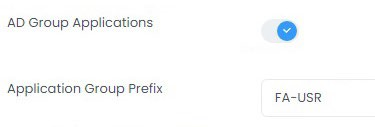 AD Group Applications
Application Group Prefix
FA-USR